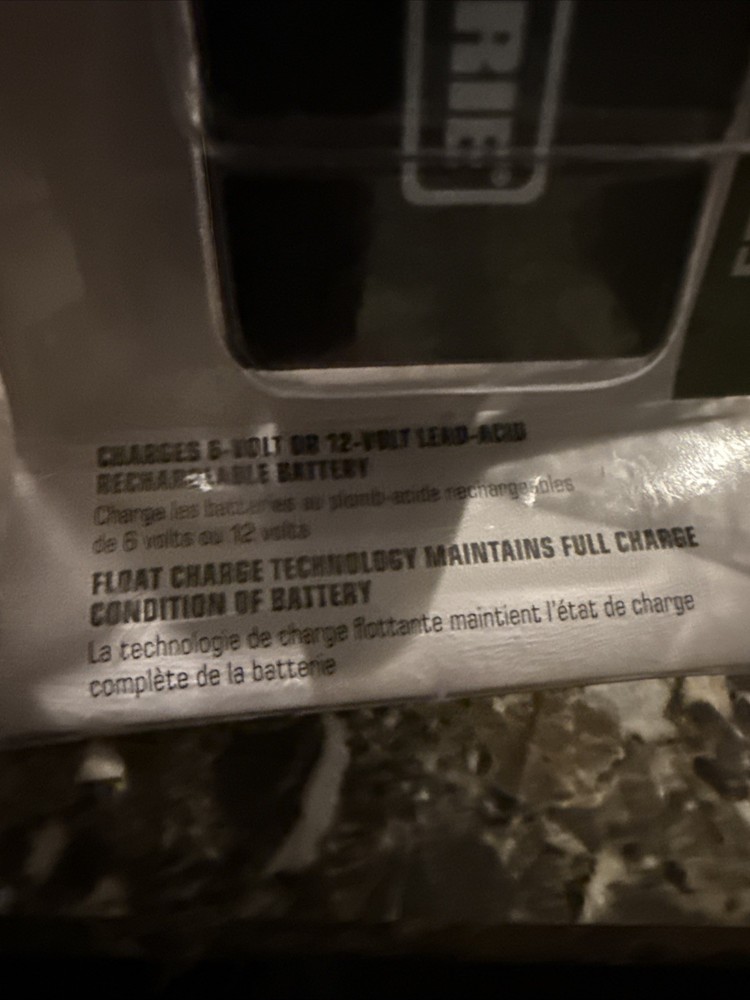 RIE
CHARGES 6-VOLT OR 12-VOLT LEAD-ACID
RECHARGEABLE BATTERY
Charge les batteries au plomb-acide rechargeables
de 6 volts ou 12 volts
FLOAT CHARGE TECHNOLOGY MAINTAINS FULL CHARGE
CONDITION OF BATTERY
La technologie de charge flottante maintient l'état de charge
complète de la batterie